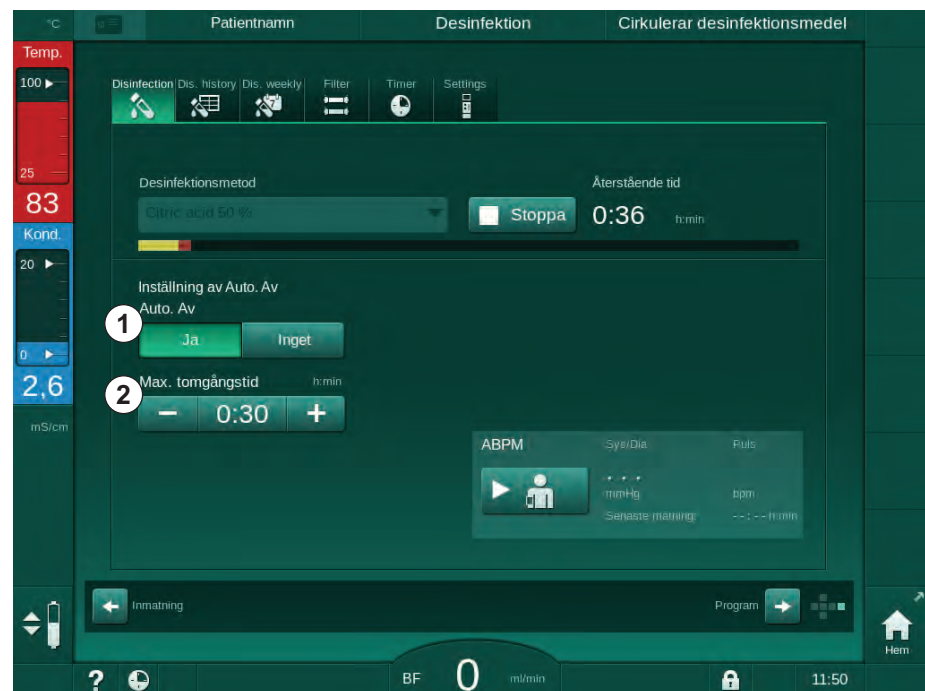 °C Patientnamn Desinfektion Cirkulerar desinfektionsmedel
Temp.
100
25
83
Kond.
20
0
2,6
mS/cm
Disinfection Dis. history Dis. weekly Filter Timer Settings
Desinfektionsmetod
Återstående tid
Citric acid 50 %
Stoppa
0:36 h:min
Inställning av Auto. Av
Auto. Av
1
Ja Inget
2
Max. tomgångstid h:min
− 0:30 +
ABPM Sys/Dia Puls
mmHg bpm
Senaste mätning: --:-- h:min
Inmatning
Program
Hem
? BF 0 ml/min 11:50